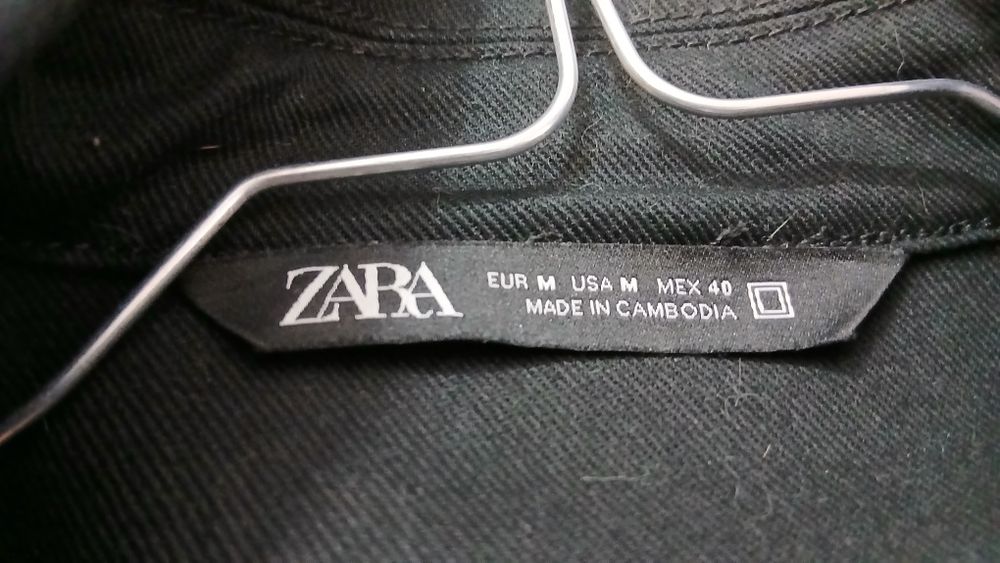 ZARA
EUR M USA M MEX 40
MADE IN CAMBODIA